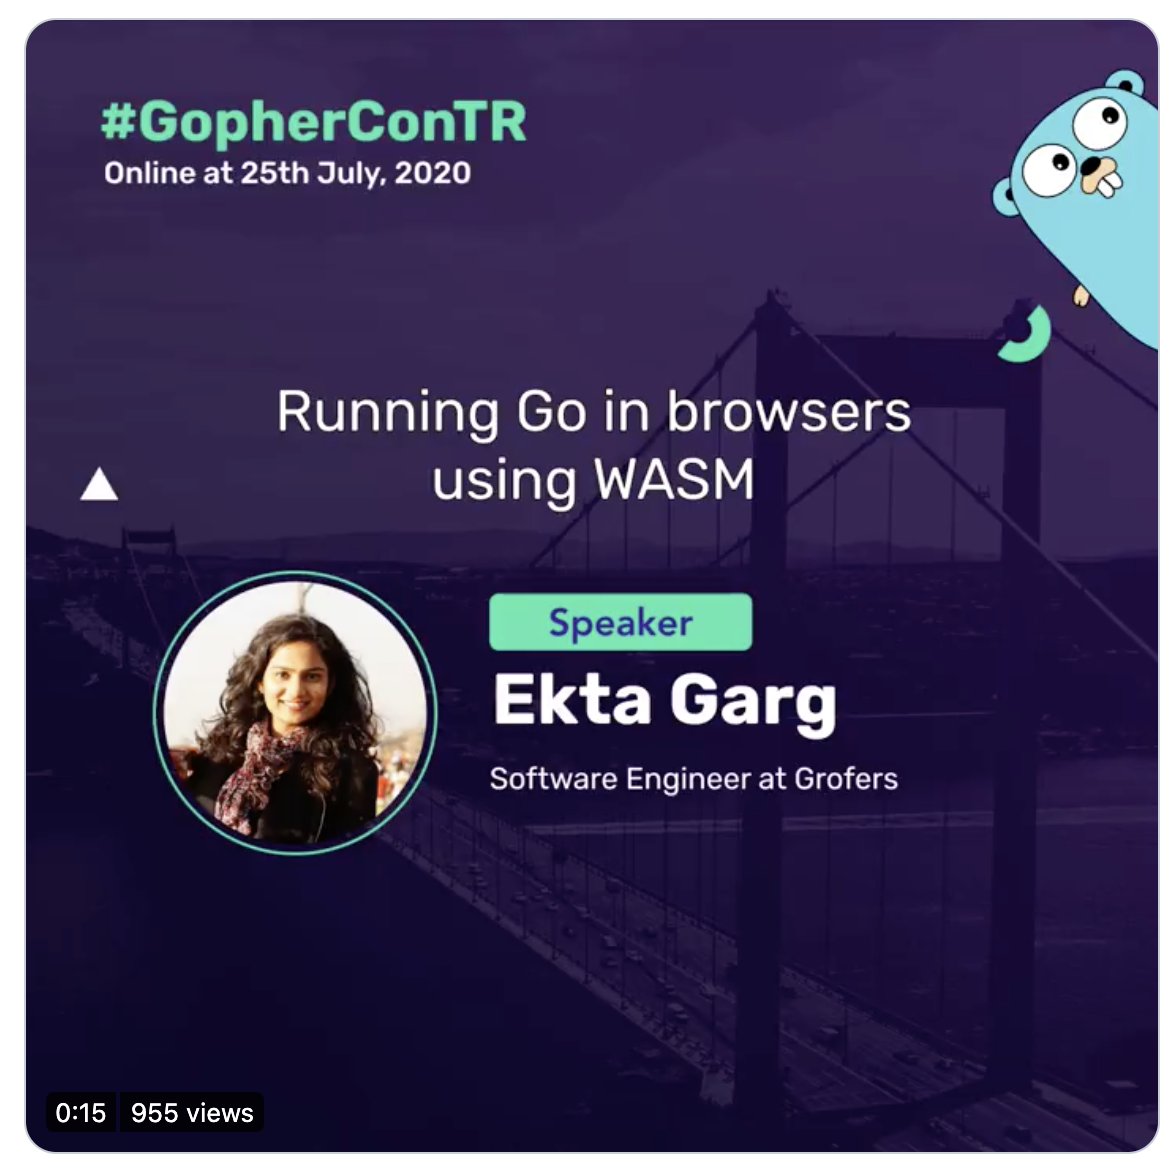 #GopherConTR
Online at 25th July, 2020
Running Go in browsers
using WASM
Speaker
Ekta Garg
Software Engineer at Grofers
0:15
955 views